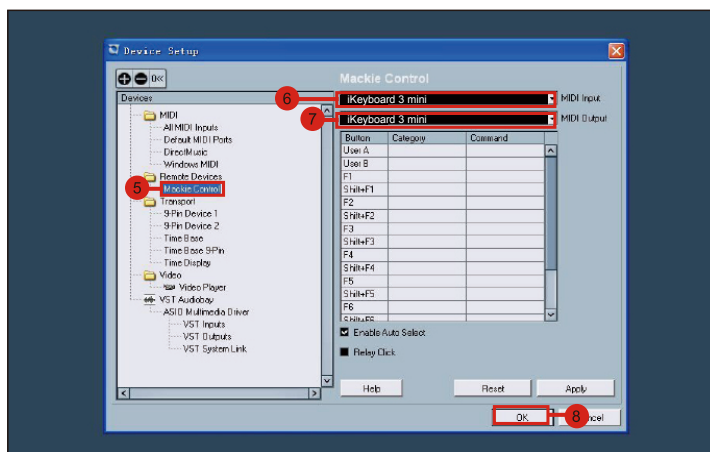 Device Setup
Mackie Control
Devices
6
iKeyboard 3 mini
MIDI Input
7
iKeyboard 3 mini
MIDI Output
MIDI
All MIDI Inputs
Default MIDI Ports
DirectMusic
Windows MIDI
Remote Devices
5
Mackie Control
Transport
9-Pin Device 1
9-Pin Device 2
Time Base
Time Base 9-Pin
Time Display
Video
Video Player
VST Audiobay
ASIO Multimedia Driver
VST Inputs
VST Outputs
VST System Link
Button Category Command
User A
User B
F1
Shift+F1
F2
Shift+F2
F3
Shift+F3
F4
Shift+F4
F5
Shift+F5
F6
Shift+F6
Enable Auto Select
Relay Click
Help Reset Apply
OK 8 ncel